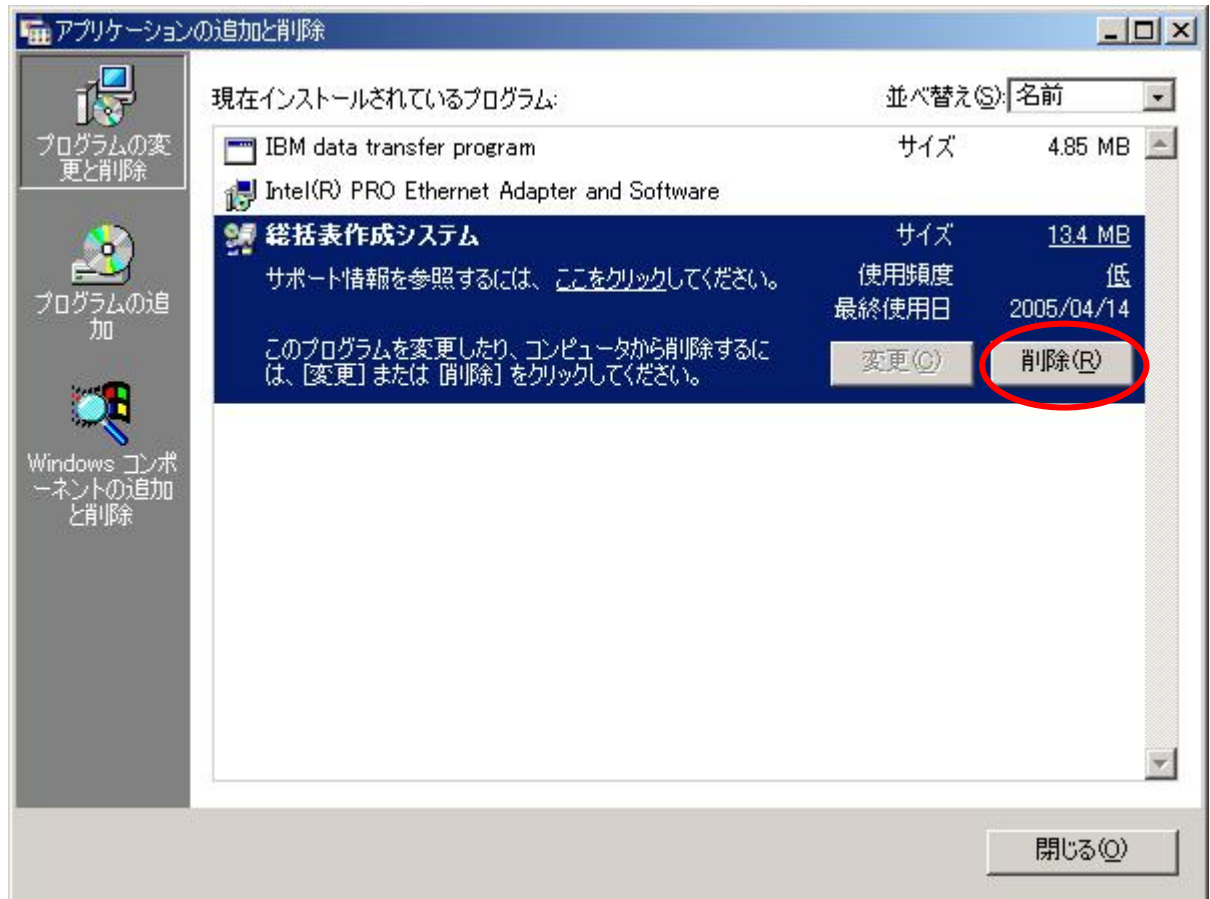 アプリケーションの追加と削除
プログラムの変
更と削除
プログラムの追
加
Windows コンポ
ーネントの追加
と削除
現在インストールされているプログラム:
並べ替え(S): 名前
IBM data transfer program サイズ 4.85 MB
Intel(R) PRO Ethernet Adapter and Software
総括表作成システム サイズ 13.4 MB
サポート情報を参照するには、ここをクリックしてください。 使用頻度 低
最終使用日 2005/04/14
このプログラムを変更したり、コンピュータから削除するに
は、[変更] または [削除] をクリックしてください。
変更(C) 削除(R)
閉じる(O)